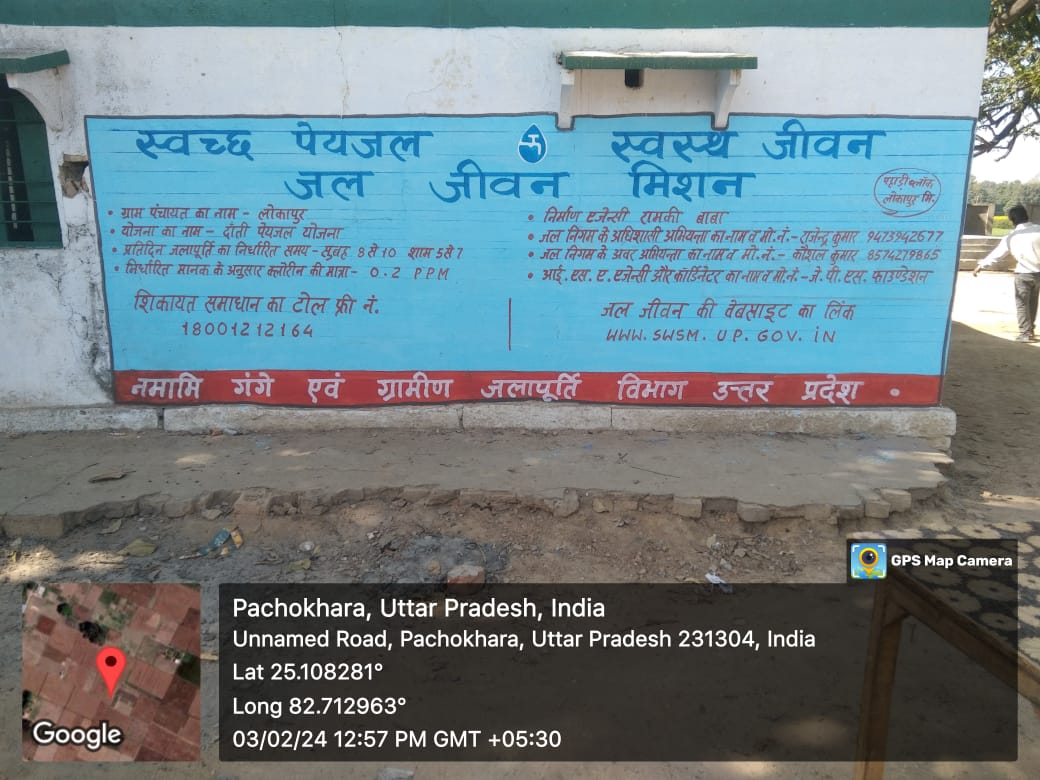 स्वच्छ पेयजल स्वस्थ जीवन
जल जीवन मिशन
पहाड़ी ब्लॉक
लोकापुर मि.
• ग्राम पंचायत का नाम - लोकापुर
• योजना का नाम - दाँती पेयजल योजना
• प्रतिदिन जलापूर्ति का निर्धारित समय - सुबह 8 से 10 शाम 5 से 7
• निर्धारित मानक के अनुसार क्लोरीन की मात्रा - 0.2 PPM
शिकायत समाधान का टोल फ्री नं.
18001212164
• निर्माण एजेन्सी रामकी बाबा
• जल निगम के अधिशासी अभियन्ता का नाम व मो.नं.- राजेन्द्र कुमार 9473942677
• जल निगम के अवर अभियन्ता का नाम व मो.नं.- कौशल कुमार 8574279865
• आई.एस.ए. एजेन्सी और कॉर्डिनेटर का नाम व मो.नं.- जे.पी.एस. फाउण्डेशन
जल जीवन की वेबसाइट का लिंक
WWW.SWSM.UP.GOV.iN
नमामि गंगे एवं ग्रामीण जलापूर्ति विभाग उत्तर प्रदेश •
GPS Map Camera
Pachokhara, Uttar Pradesh, India
Unnamed Road, Pachokhara, Uttar Pradesh 231304, India
Lat 25.108281°
Long 82.712963°
03/02/24 12:57 PM GMT +05:30
Google